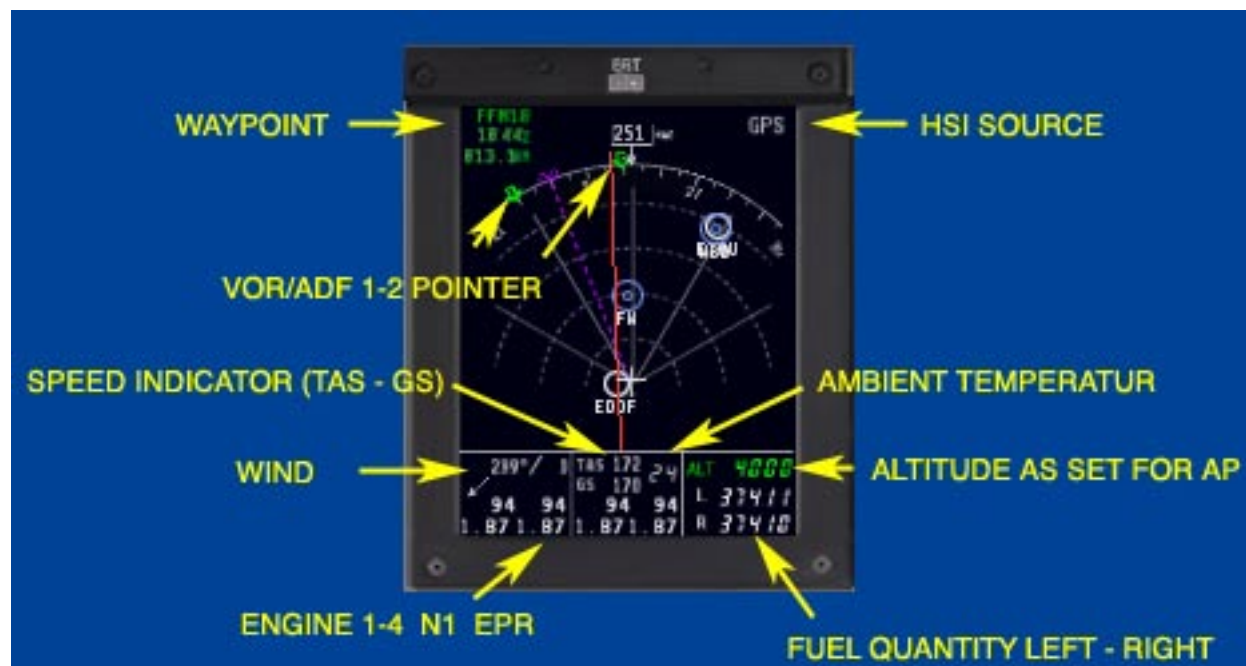 WAYPOINT
HSI SOURCE
GPS
251
VOR/ADF 1-2 POINTER
FW
EDDF
SPEED INDICATOR (TAS - GS)
AMBIENT TEMPERATUR
WIND
TAS 172
24
GS 170
ALT 4000
ALTITUDE AS SET FOR AP
L 37411
94 94 94 94
1.87 1.87 1.87 1.87
R 37410
ENGINE 1-4 N1 EPR
FUEL QUANTITY LEFT - RIGHT